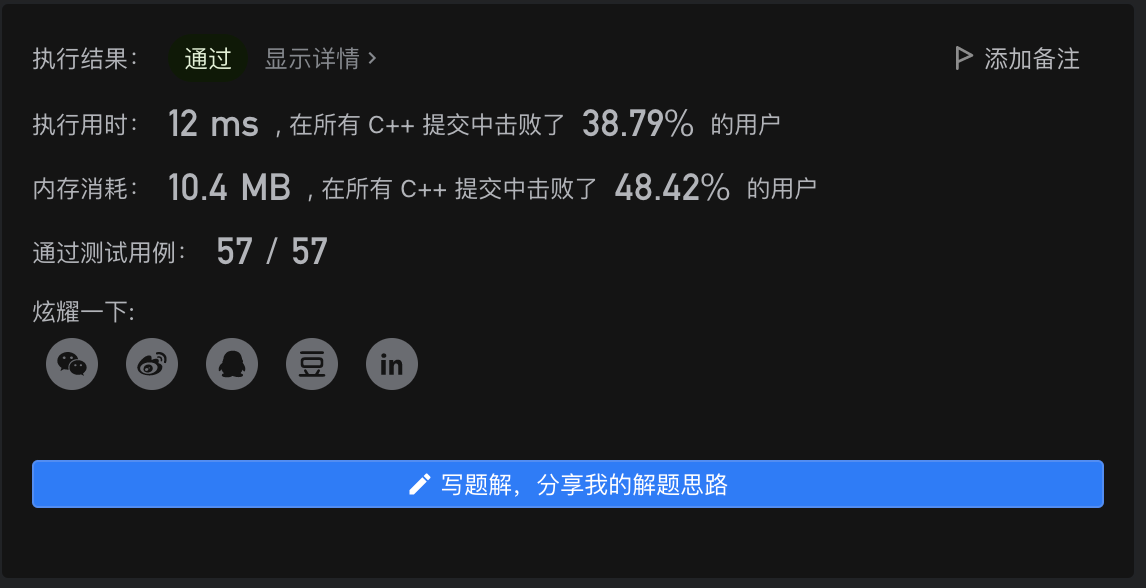 执行结果： 通过 显示详情 › 添加备注
执行用时： 12 ms , 在所有 C++ 提交中击败了 38.79% 的用户
内存消耗： 10.4 MB , 在所有 C++ 提交中击败了 48.42% 的用户
通过测试用例： 57 / 57
炫耀一下:
豆 in
写题解，分享我的解题思路